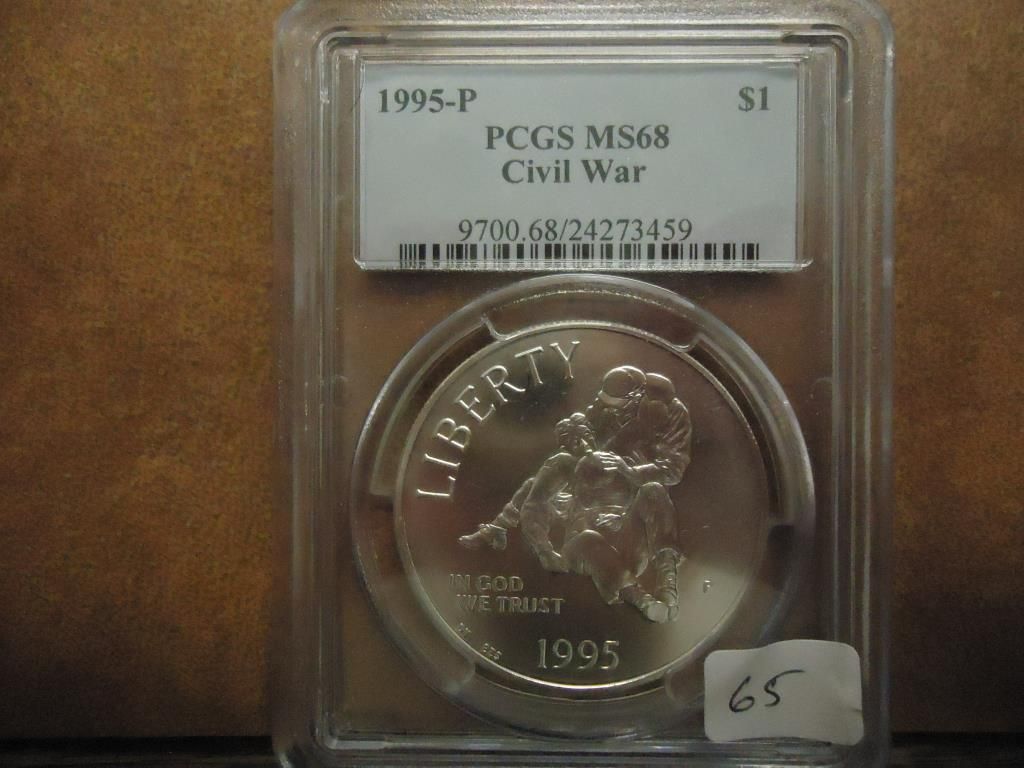 1995-P $1
PCGS MS68
Civil War
9700.68/24273459
LIBERTY
IN GOD
WE TRUST
P
1995
65